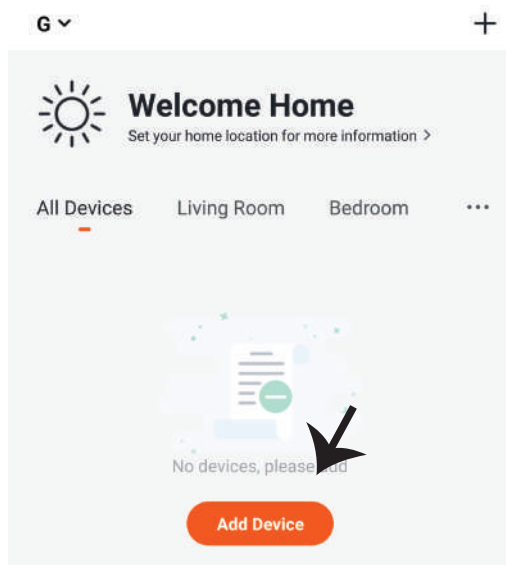 G
Welcome Home
Set your home location for more information >
All Devices Living Room Bedroom ...
No devices, please add
Add Device